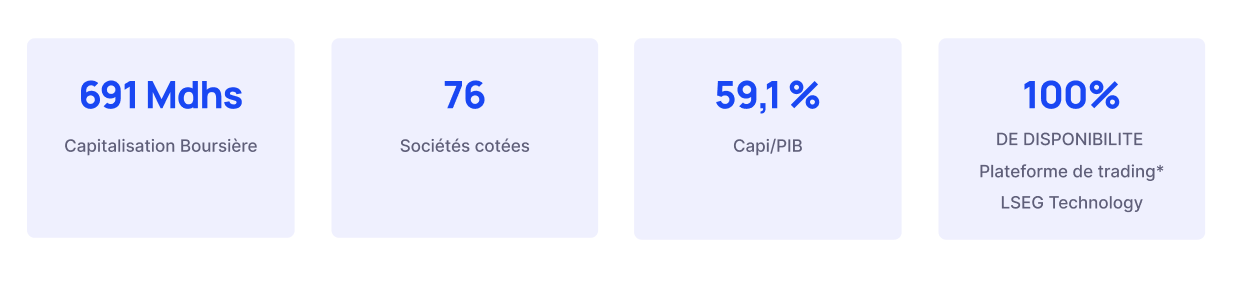 691 Mdhs
Capitalisation Boursière
76
Sociétés cotées
59,1 %
Capi/PIB
100%
DE DISPONIBILITE
Plateforme de trading*
LSEG Technology